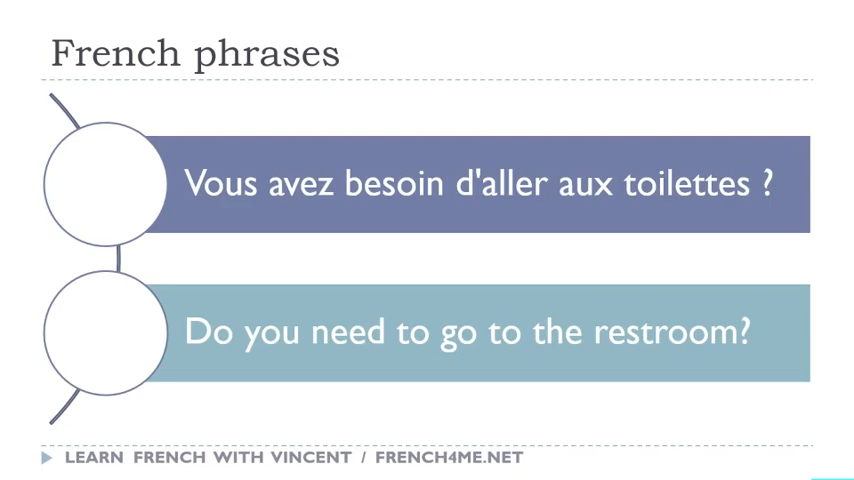 French phrases
Vous avez besoin d'aller aux toilettes ?
Do you need to go to the restroom?
LEARN FRENCH WITH VINCENT / FRENCH4ME.NET